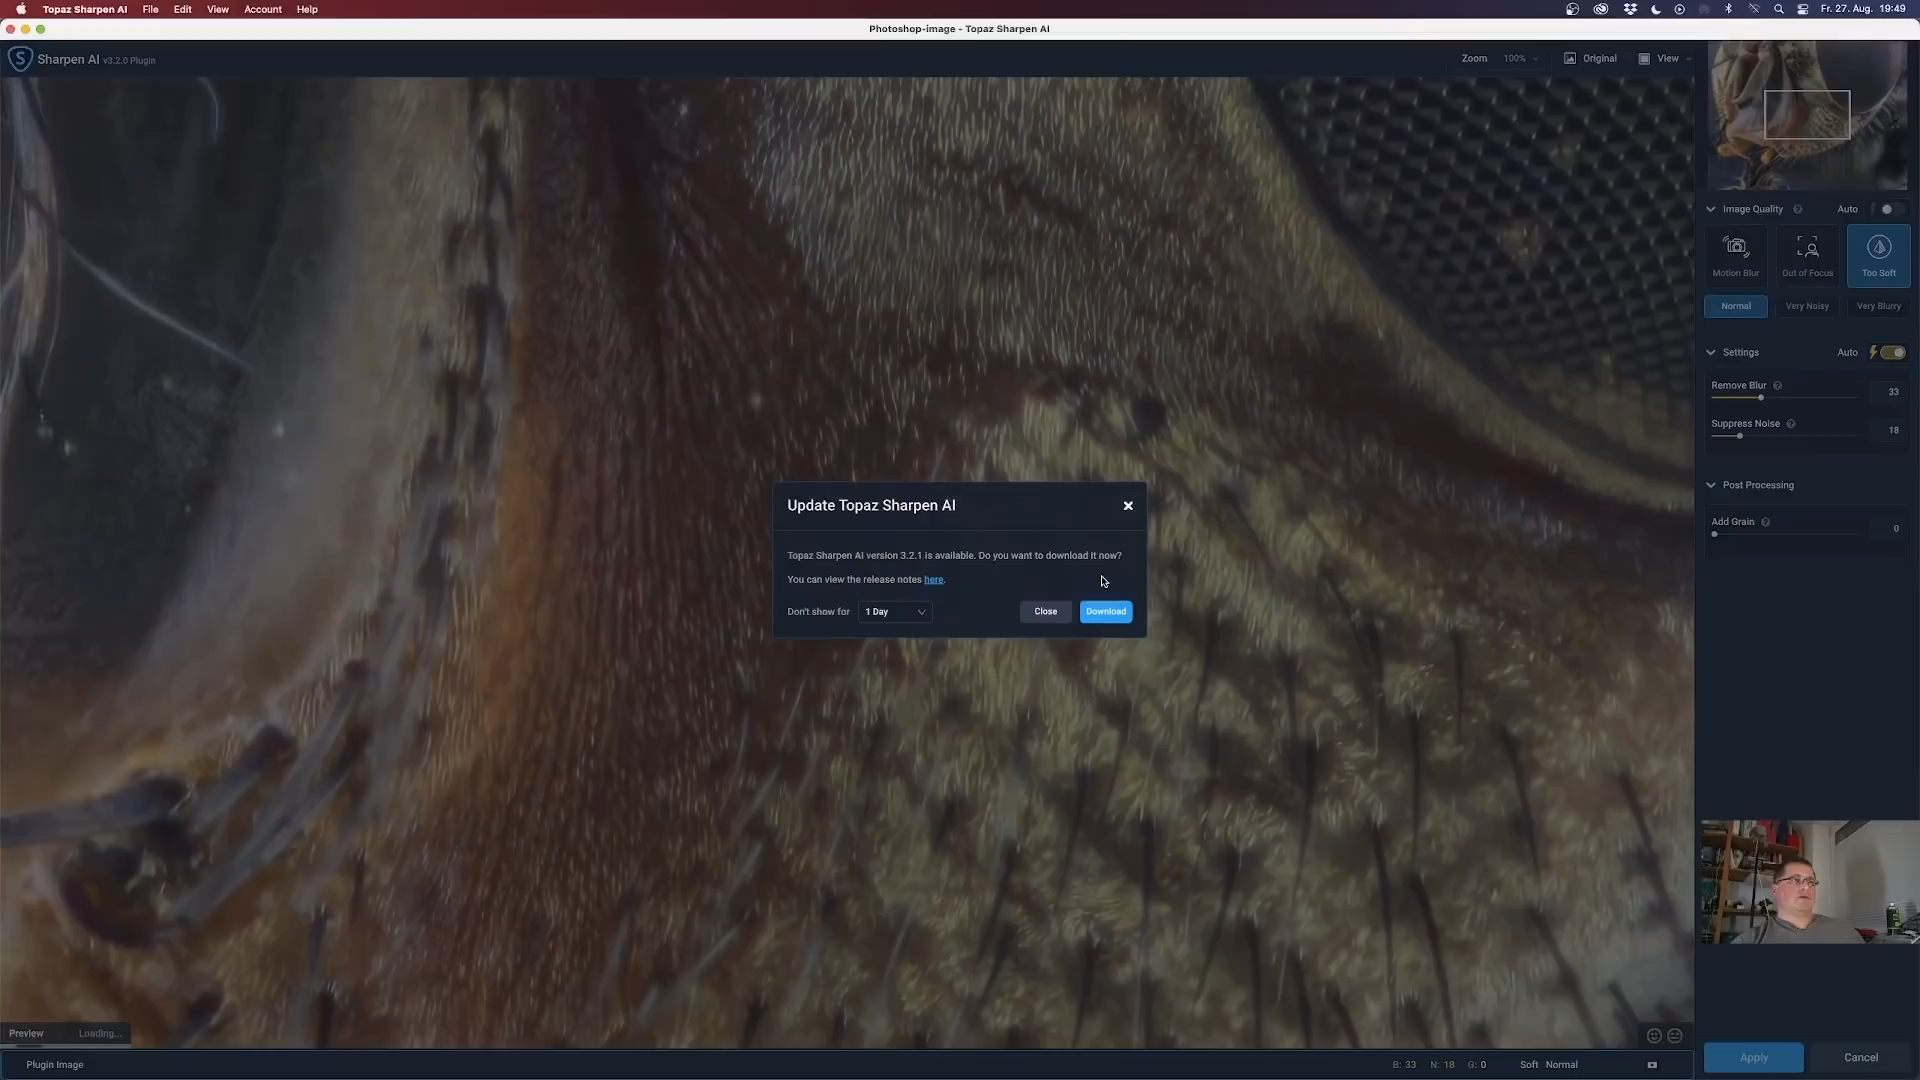 Topaz Sharpen AI File Edit View Account Help Fr. 27. Aug. 19:49
Photoshop-image - Topaz Sharpen AI
Sharpen AI v3.2.0 Plugin Zoom 100% Original View
Image Quality Auto
Motion Blur Out of Focus Too Soft
Normal Very Noisy Very Blurry
Settings Auto
Remove Blur 33
Suppress Noise 18
Post Processing
Add Grain 0
Update Topaz Sharpen AI
Topaz Sharpen AI version 3.2.1 is available. Do you want to download it now?
You can view the release notes here.
Don't show for 1 Day Close Download
Preview Loading...
Plugin Image B: 33 N: 18 G: 0 Soft Normal
Apply Cancel